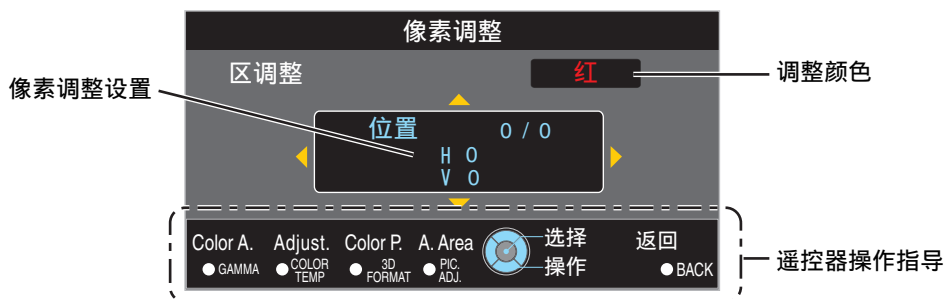 像素调整
区调整 红
调整颜色
像素调整设置
位置 0 / 0
H 0
V 0
Color A. Adjust. Color P. A. Area 选择 返回
GAMMA COLOR TEMP 3D FORMAT PIC. ADJ. 操作 BACK
遥控器操作指导